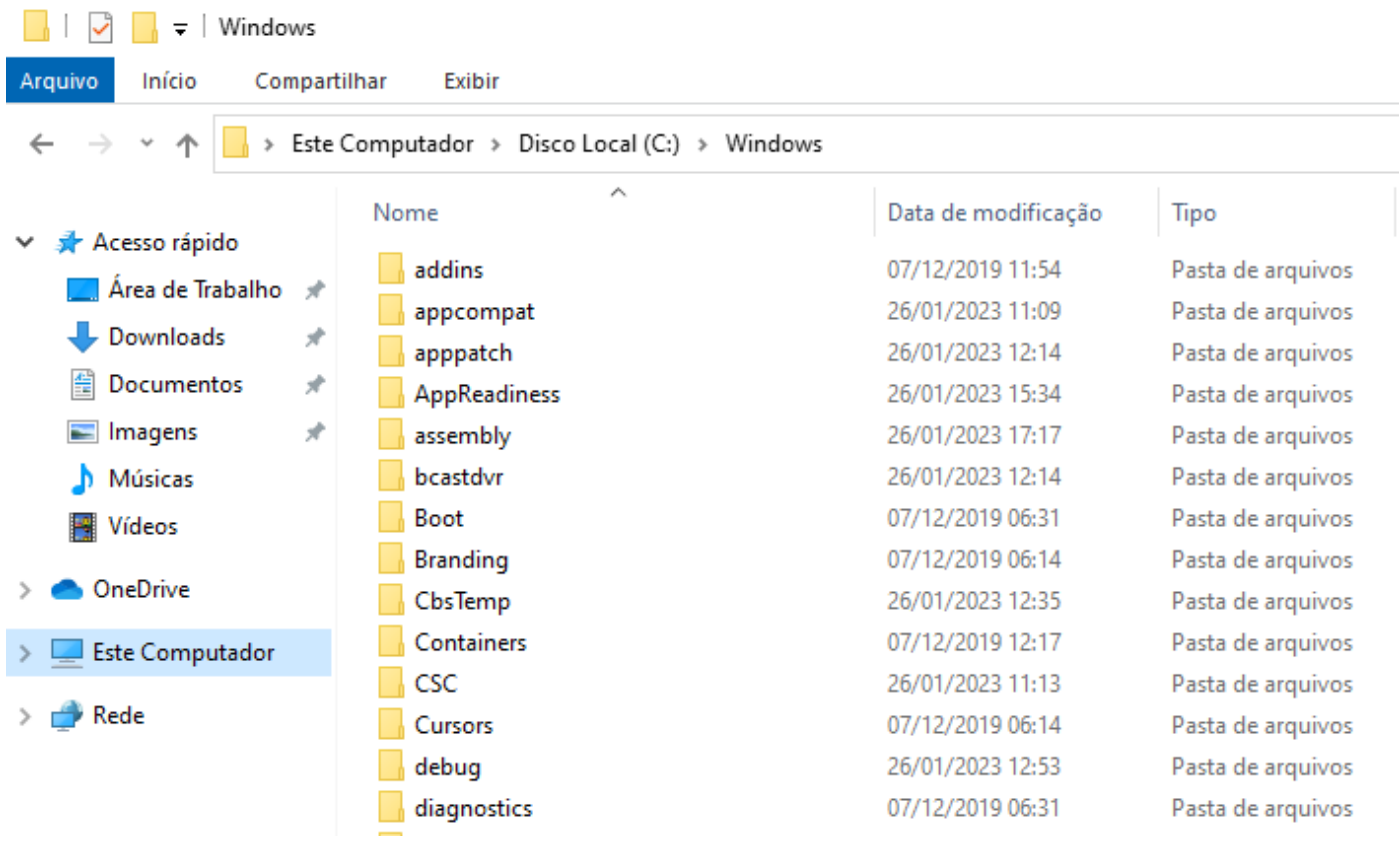 Windows
Arquivo Início Compartilhar Exibir
Este Computador > Disco Local (C:) > Windows
Nome Data de modificação Tipo
Acesso rápido
Área de Trabalho
Downloads
Documentos
Imagens
Músicas
Vídeos
OneDrive
Este Computador
Rede
addins 07/12/2019 11:54 Pasta de arquivos
appcompat 26/01/2023 11:09 Pasta de arquivos
apppatch 26/01/2023 12:14 Pasta de arquivos
AppReadiness 26/01/2023 15:34 Pasta de arquivos
assembly 26/01/2023 17:17 Pasta de arquivos
bcastdvr 26/01/2023 12:14 Pasta de arquivos
Boot 07/12/2019 06:31 Pasta de arquivos
Branding 07/12/2019 06:14 Pasta de arquivos
CbsTemp 26/01/2023 12:35 Pasta de arquivos
Containers 07/12/2019 12:17 Pasta de arquivos
CSC 26/01/2023 11:13 Pasta de arquivos
Cursors 07/12/2019 06:14 Pasta de arquivos
debug 26/01/2023 12:53 Pasta de arquivos
diagnostics 07/12/2019 06:31 Pasta de arquivos